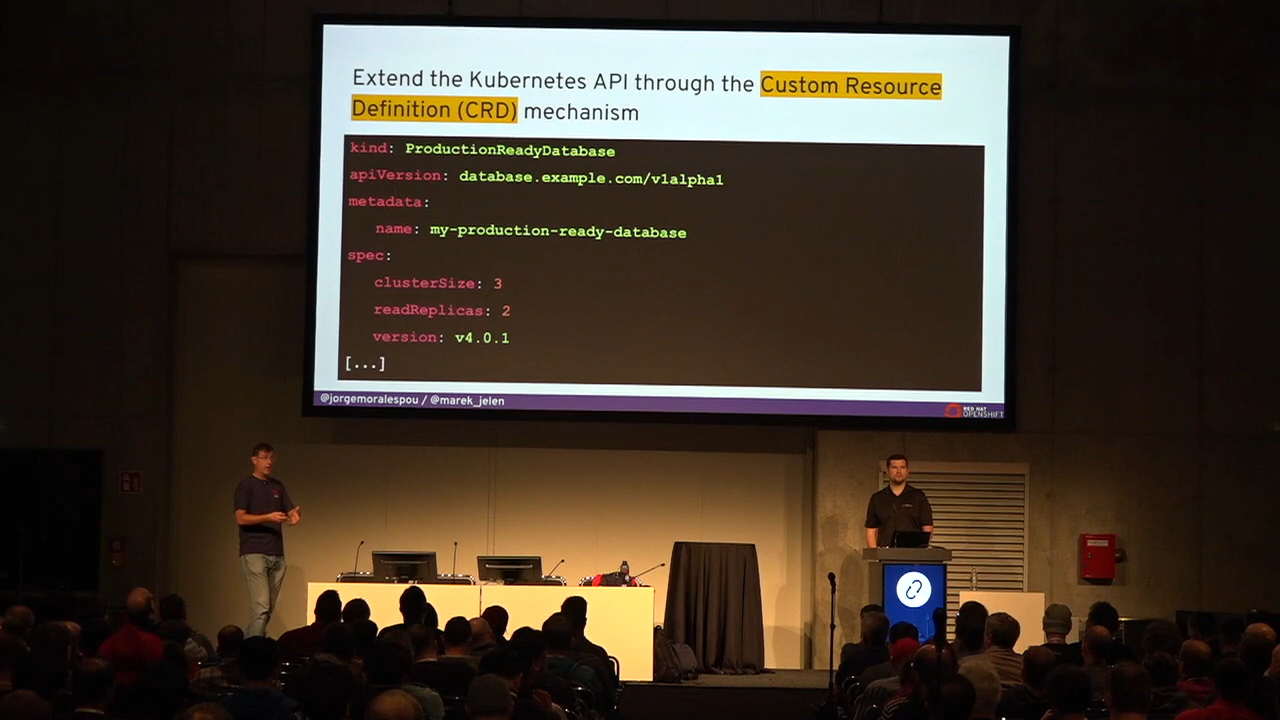 Extend the Kubernetes API through the Custom Resource
Definition (CRD) mechanism
kind: ProductionReadyDatabase
apiVersion: database.example.com/v1alpha1
metadata:
name: my-production-ready-database
spec:
clusterSize: 3
readReplicas: 2
version: v4.0.1
[...]
@jorgemoralespou / @marek_jelen
RED HAT
OPENSHIFT